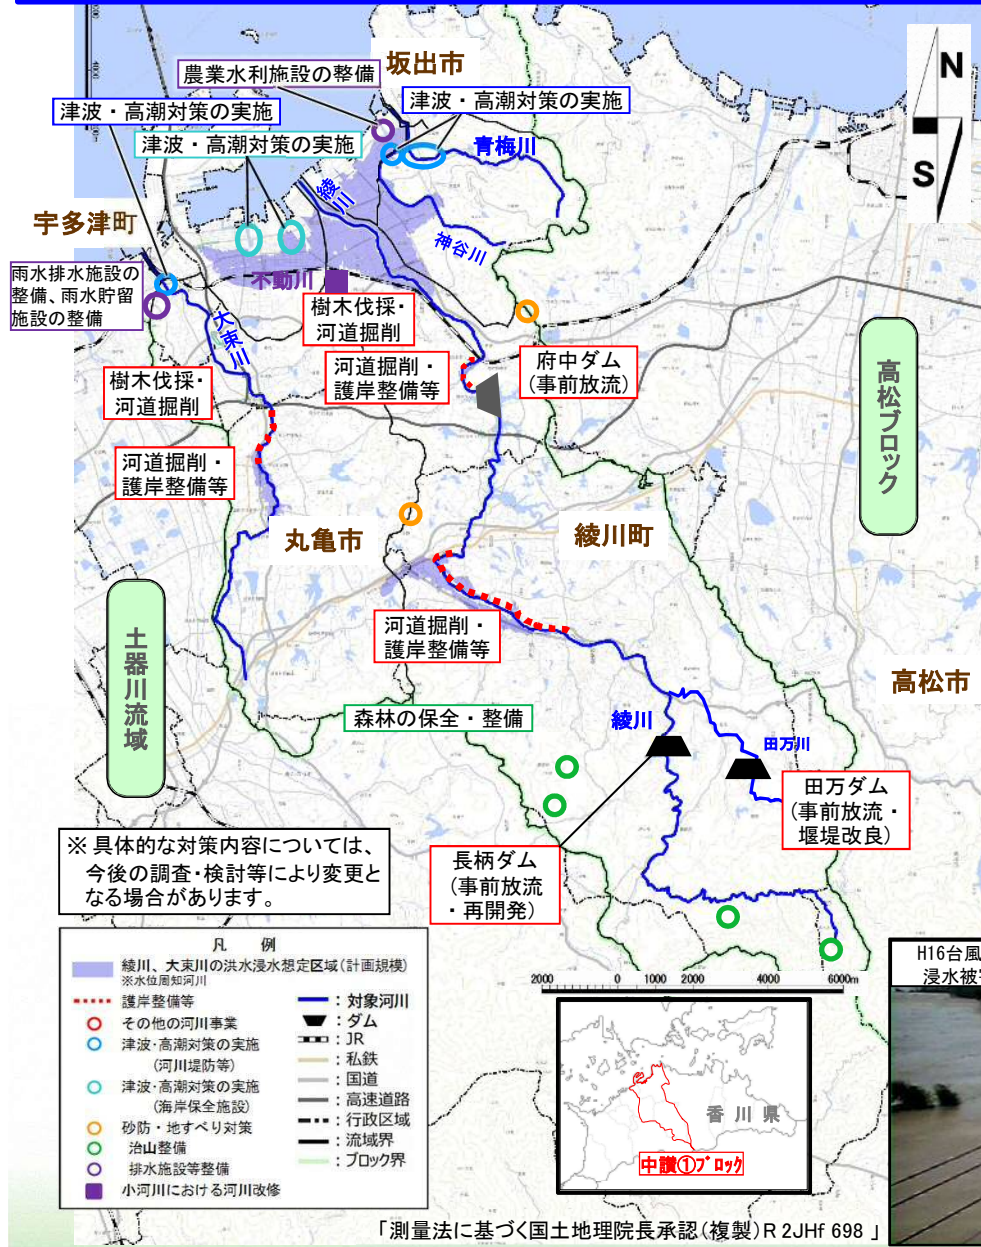 坂出市
農業水利施設の整備
津波・高潮対策の実施
津波・高潮対策の実施
津波・高潮対策の実施
青梅川
綾川
神谷川
N
S
宇多津町
雨水排水施設の
整備、雨水貯留
施設の整備
不動川
大束川
樹木伐採・
河道掘削
河道掘削・
護岸整備等
府中ダム
(事前放流)
樹木伐採・
河道掘削
河道掘削・
護岸整備等
高松ブロック
丸亀市
綾川町
土器川流域
河道掘削・
護岸整備等
高松市
森林の保全・整備
綾川
田万川
田万ダム
(事前放流・
堰堤改良)
長柄ダム
(事前放流
・再開発)
※ 具体的な対策内容については、
今後の調査・検討等により変更と
なる場合があります。
凡 例
綾川、大束川の洪水浸水想定区域(計画規模)
※水位周知河川
護岸整備等
その他の河川事業
津波・高潮対策の実施
(河川堤防等)
津波・高潮対策の実施
(海岸保全施設)
砂防・地すべり対策
治山整備
排水施設等整備
小河川における河川改修
：対象河川
：ダム
：JR
：私鉄
：国道
：高速道路
：行政区域
：流域界
：ブロック界
2000 0 1000 2000 4000 6000m
香川県
中讃①ブロック
H16台風
浸水被害
「測量法に基づく国土地理院長承認(複製)R 2JHf 698 」